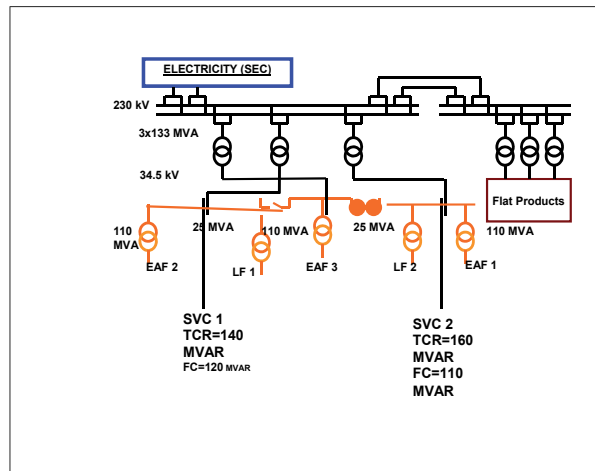 ELECTRICITY (SEC)
230 kV
3x133 MVA
34.5 kV
Flat Products
110
MVA
25 MVA
110 MVA
25 MVA
110 MVA
EAF 2
LF 1
EAF 3
LF 2
EAF 1
SVC 1
TCR=140
MVAR
FC=120 MVAR
SVC 2
TCR=160
MVAR
FC=110
MVAR